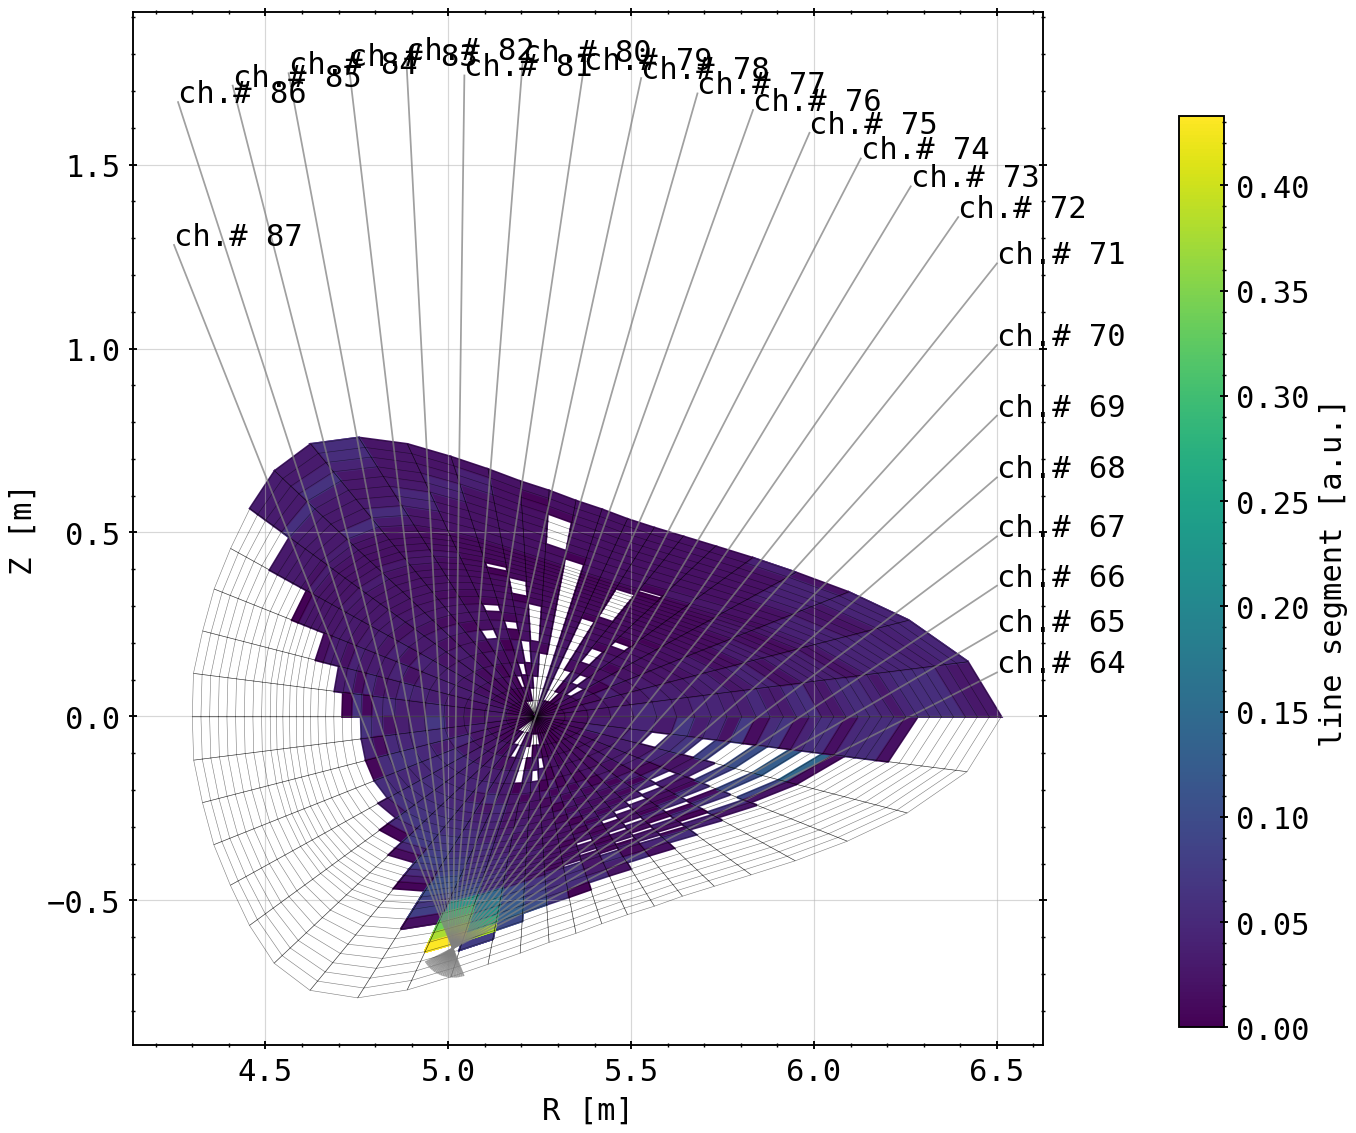 ch.# 82
ch.# 80
ch.# 83
ch.# 79
ch.# 84
ch.# 81
ch.# 78
ch.# 85
ch.# 77
ch.# 86
ch.# 76
ch.# 75
ch.# 74
ch.# 73
ch.# 72
ch.# 87
ch.# 71
ch.# 70
ch.# 69
ch.# 68
ch.# 67
ch.# 66
ch.# 65
ch.# 64
1.5
1.0
0.5
0.0
−0.5
Z [m]
4.5 5.0 5.5 6.0 6.5
R [m]
0.40
0.35
0.30
0.25
0.20
0.15
0.10
0.05
0.00
line segment [a.u.]